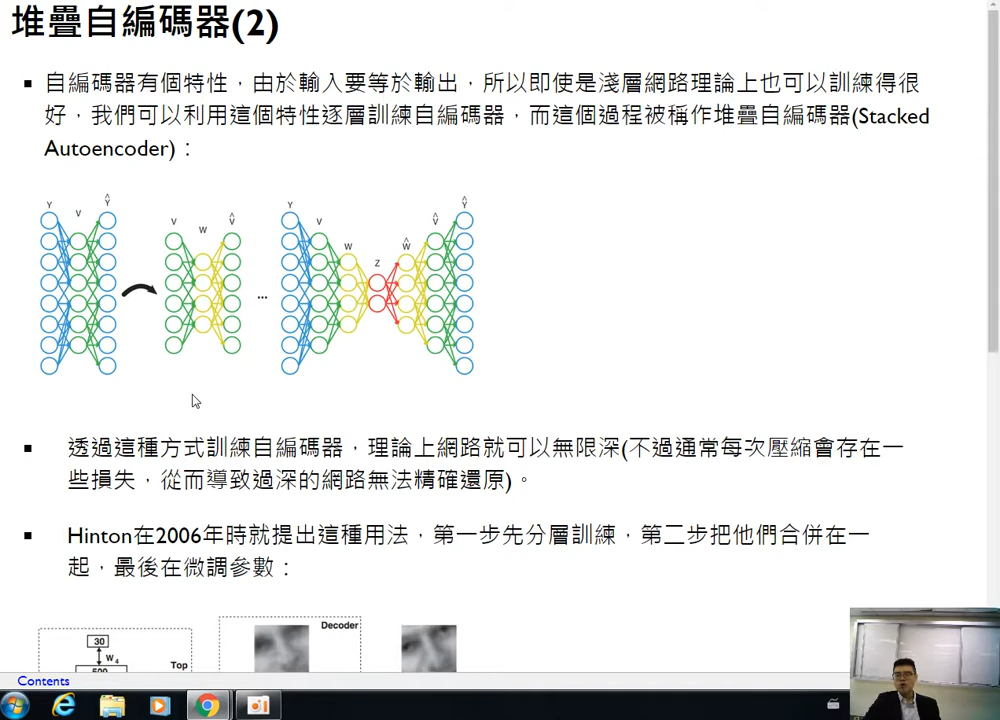 堆疊自編碼器(2)
自編碼器有個特性，由於輸入要等於輸出，所以即使是淺層網路理論上也可以訓練得很
好，我們可以利用這個特性逐層訓練自編碼器，而這個過程被稱作堆疊自編碼器(Stacked
Autoencoder)：
Y V Ŷ
V W V̂
...
Y V W Z Ŵ V̂ Ŷ
透過這種方式訓練自編碼器，理論上網路就可以無限深(不過通常每次壓縮會存在一
些損失，從而導致過深的網路無法精確還原)。
Hinton在2006年時就提出這種用法，第一步先分層訓練，第二步把他們合併在一
起，最後在微調參數：
30
W4
500
Top
Decoder
Contents